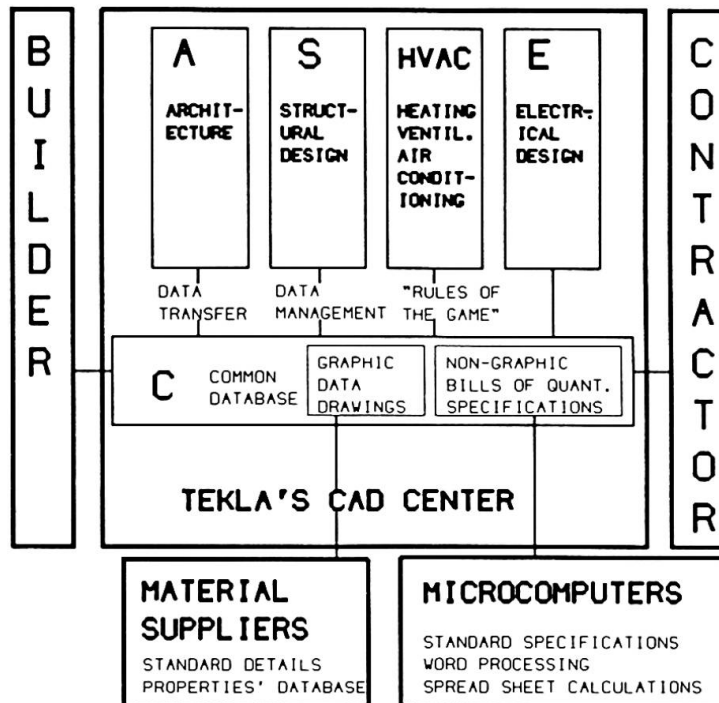 BUILDER
A
ARCHIT-
ECTURE
S
STRUCT-
URAL
DESIGN
HVAC
HEATING
VENTIL.
AIR
CONDIT-
IONING
E
ELECTR-
ICAL
DESIGN
CONTRACTOR
DATA
TRANSFER
DATA
MANAGEMENT
"RULES OF
THE GAME"
C
COMMON
DATABASE
GRAPHIC
DATA
DRAWINGS
NON-GRAPHIC
BILLS OF QUANT.
SPECIFICATIONS
TEKLA'S CAD CENTER
MATERIAL
SUPPLIERS
STANDARD DETAILS
PROPERTIES' DATABASE
MICROCOMPUTERS
STANDARD SPECIFICATIONS
WORD PROCESSING
SPREAD SHEET CALCULATIONS